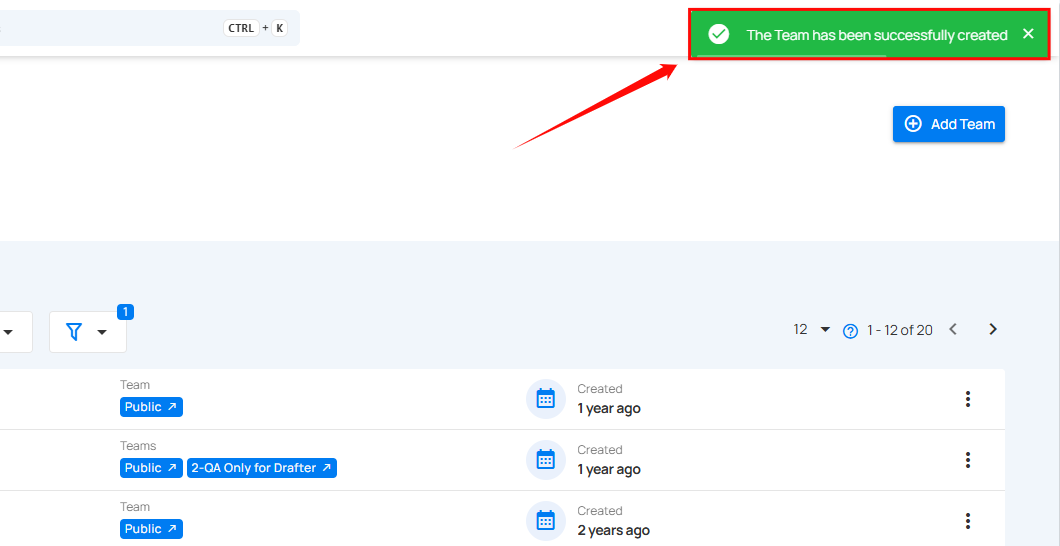 CTRL + K
The Team has been successfully created
Add Team
1
12
1 - 12 of 20
Team
Public
Created
1 year ago
Teams
Public 2-QA Only for Drafter
Created
1 year ago
Team
Public
Created
2 years ago